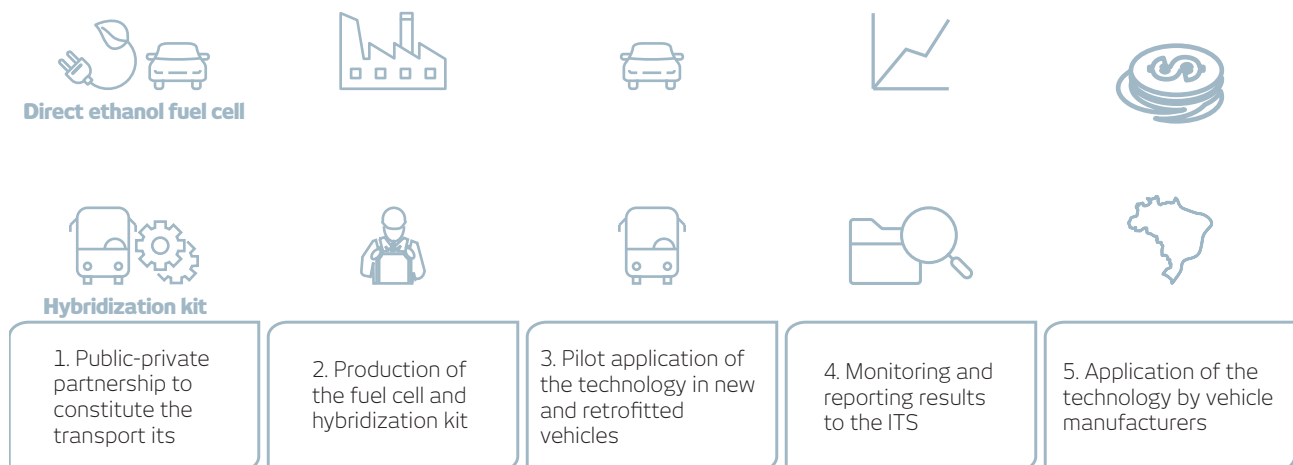 Direct ethanol fuel cell
Hybridization kit
1. Public-private
partnership to
constitute the
transport its
2. Production of
the fuel cell and
hybridization kit
3. Pilot application of
the technology in new
and retrofitted
vehicles
4. Monitoring and
reporting results
to the ITS
5. Application of the
technology by vehicle
manufacturers